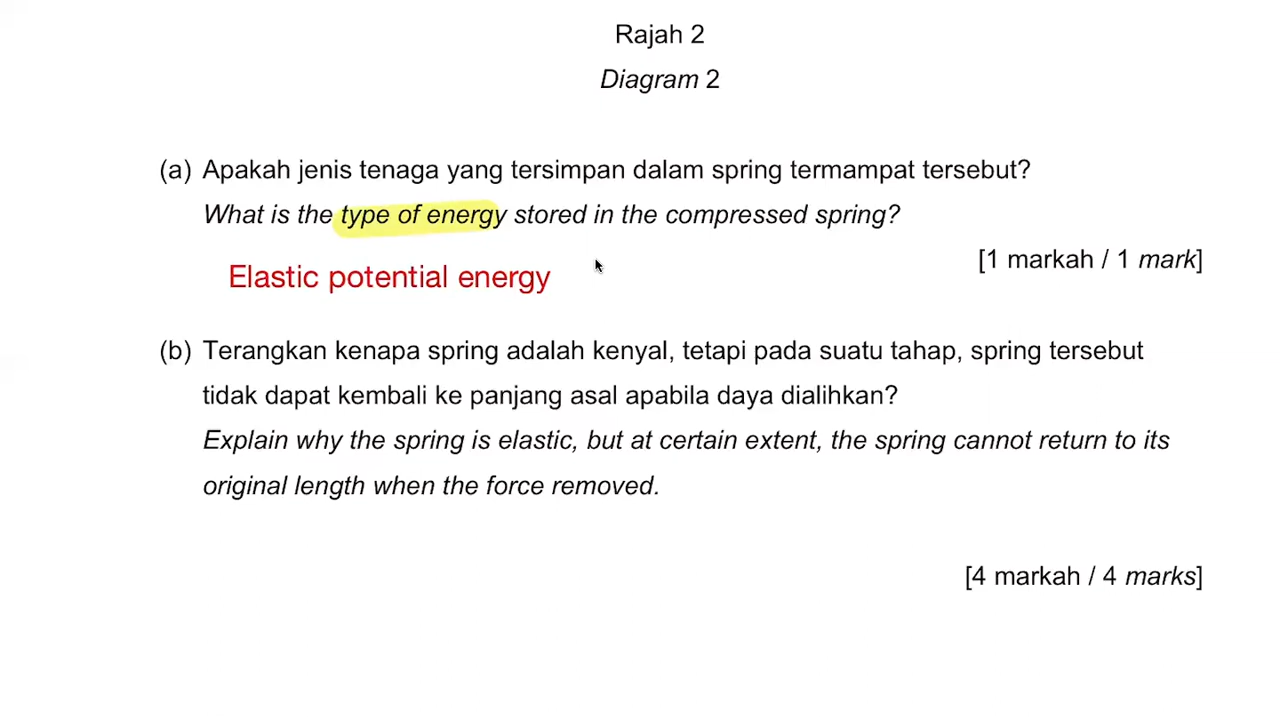 Rajah 2
Diagram 2
(a) Apakah jenis tenaga yang tersimpan dalam spring termampat tersebut?
What is the type of energy stored in the compressed spring?
[1 markah / 1 mark]
Elastic potential energy
(b) Terangkan kenapa spring adalah kenyal, tetapi pada suatu tahap, spring tersebut
tidak dapat kembali ke panjang asal apabila daya dialihkan?
Explain why the spring is elastic, but at certain extent, the spring cannot return to its
original length when the force removed.
[4 markah / 4 marks]